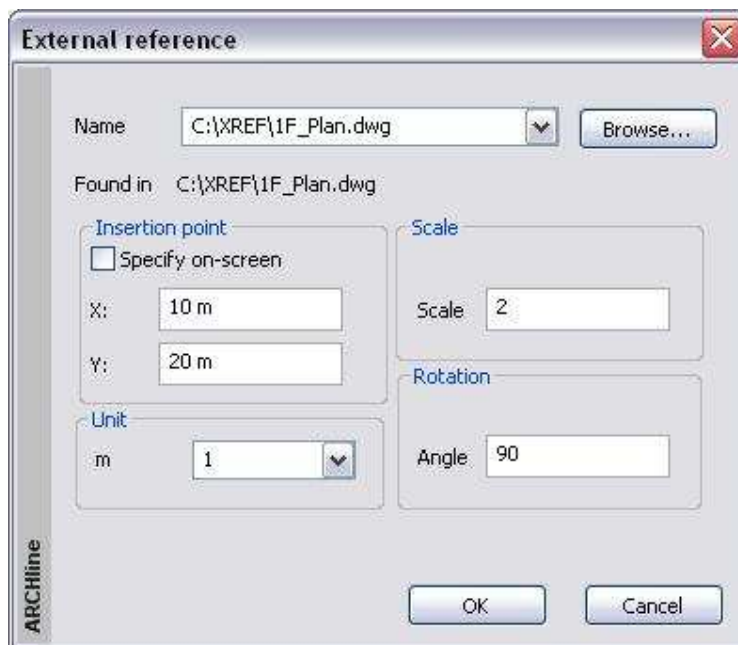 External reference
Name C:\XREF\1F_Plan.dwg Browse...
Found in C:\XREF\1F_Plan.dwg
Insertion point
Specify on-screen
X: 10 m
Y: 20 m
Scale
Scale 2
Unit
m 1
Rotation
Angle 90
ARCHline
OK Cancel